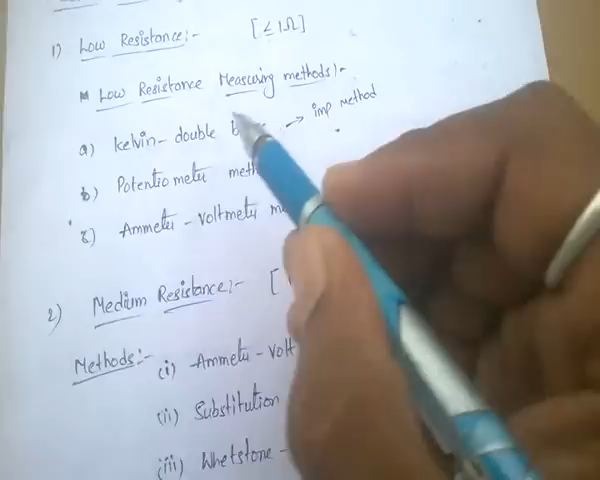 1) Low Resistance:- [≤ 1Ω]
Low Resistance Measuring methods:-
a) Kelvin-double → imp method
b) Potentiometer
c) Ammeter - voltmeter
2) Medium Resistance:- [
Methods:- (i) Ammeter - volt
(ii) Substitution
(iii) Whetstone -